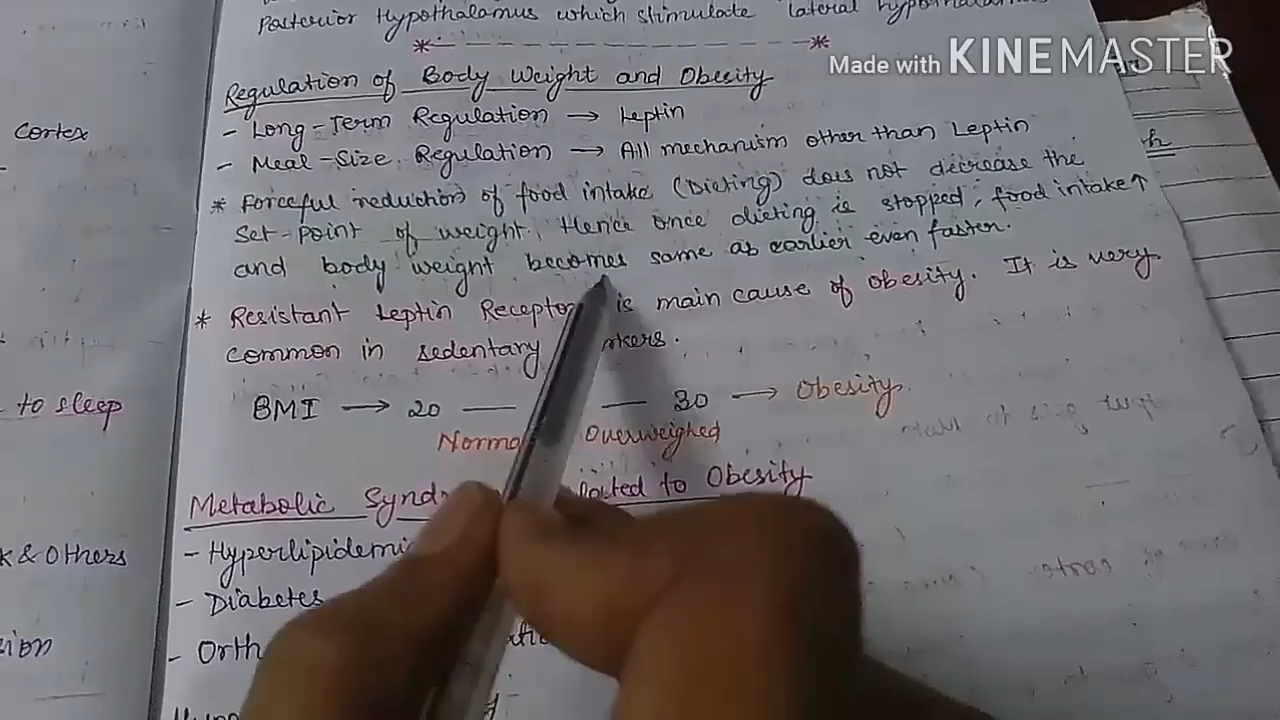 Posterior Hypothalamus which stimulate lateral
Made with KINEMASTER
Regulation of Body Weight and Obesity
Cortex
- Long-Term Regulation → Leptin
- Meal-Size Regulation → All mechanism other than Leptin
* Forceful reduction of food intake (Dieting) does not decrease the
Set-point of weight. Hence once dieting is stopped, food intake↑
and body weight becomes same as earlier even faster.
* Resistant Leptin Receptor is main cause of obesity. It is very
common in sedentary
BMI → 20 — — 30 → Obesity
to sleep
Overweighed
Metabolic to Obesity
& Others
- Diabetes